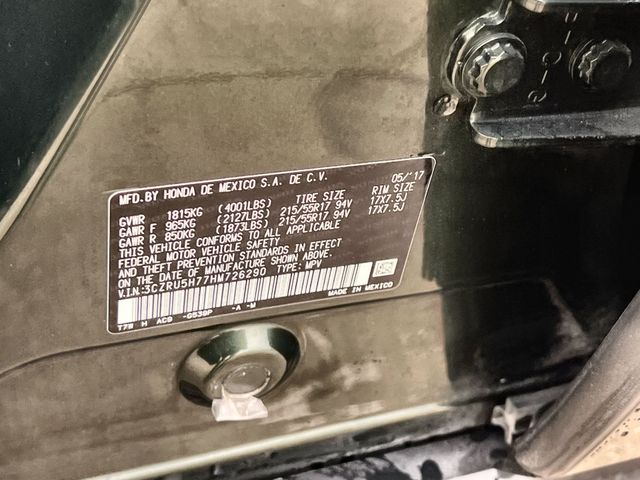 MFD.BY HONDA DE MEXICO S.A. DE C.V. 05/'17
TIRE SIZE RIM SIZE
GVWR 1815KG (4001LBS)
GAWR F 965KG (2127LBS) 215/55R17 94V 17X7.5J
GAWR R 850KG (1873LBS) 215/55R17 94V 17X7.5J
THIS VEHICLE CONFORMS TO ALL APPLICABLE
FEDERAL MOTOR VEHICLE SAFETY
AND THEFT PREVENTION STANDARDS IN EFFECT
ON THE DATE OF MANUFACTURE SHOWN ABOVE.
V.I.N:3CZRU5H77HM726290 TYPE: MPV
MADE IN MEXICO
T7W H AC9 -G539P -A -M